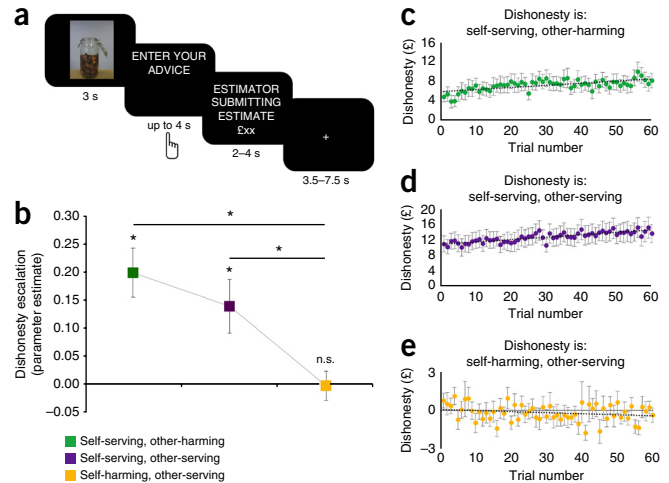 a
3 s
ENTER YOUR
ADVICE
up to 4 s
ESTIMATOR
SUBMITTING
ESTIMATE
£xx
2–4 s
+
3.5–7.5 s
b
Dishonesty escalation
(parameter estimate)
0.30
0.25
0.20
0.15
0.10
0.05
0.00
–0.05
*
*
*
*
n.s.
Self-serving, other-harming
Self-serving, other-serving
Self-harming, other-serving
c
Dishonesty is:
self-serving, other-harming
Dishonesty (£)
16
12
8
4
0
0 10 20 30 40 50 60
Trial number
d
Dishonesty is:
self-serving, other-serving
Dishonesty (£)
20
16
12
8
4
0
0 10 20 30 40 50 60
Trial number
e
Dishonesty is:
self-harming, other-serving
Dishonesty (£)
3
0
–3
0 10 20 30 40 50 60
Trial number